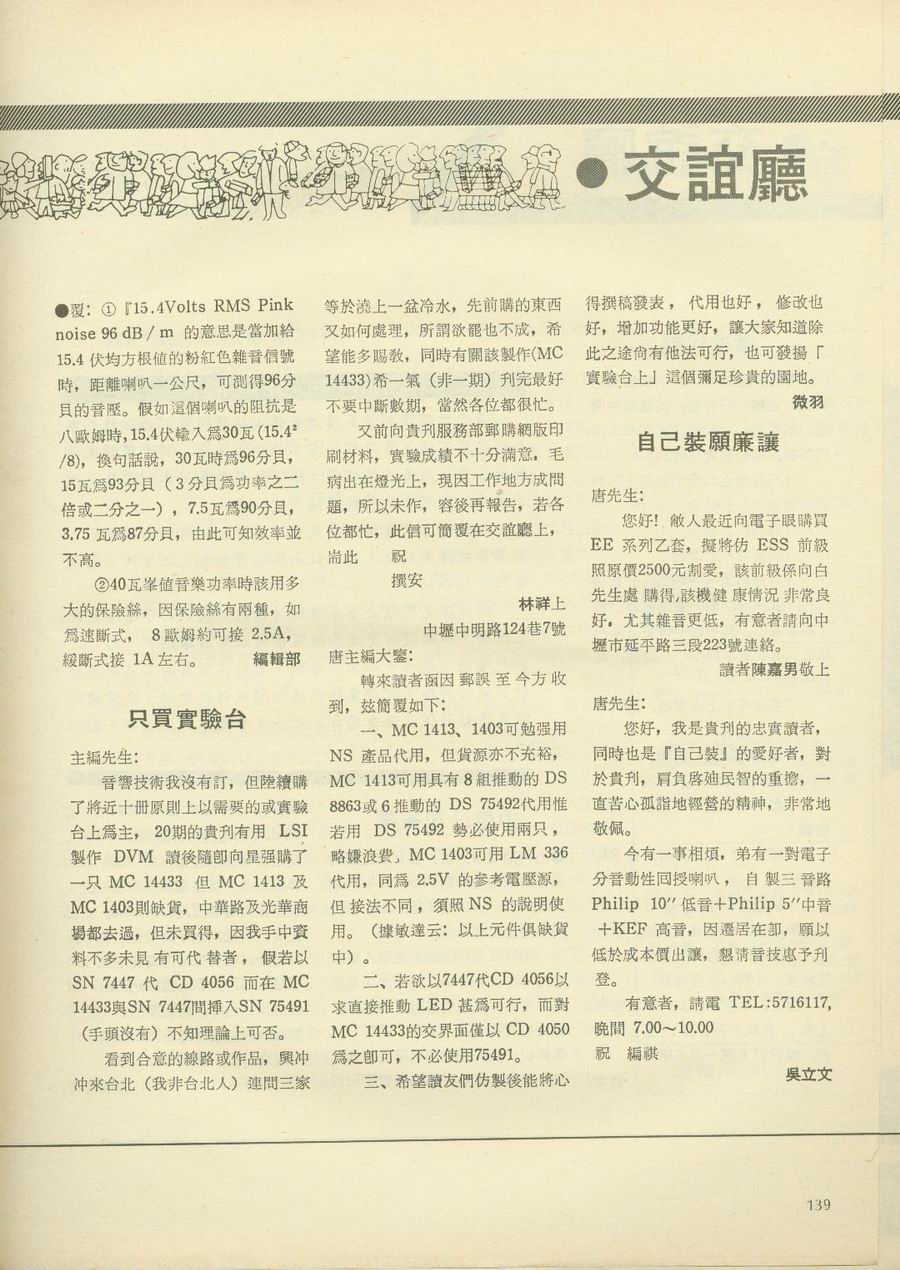 ●交誼廳
●覆：①『15.4Volts RMS Pink
noise 96 dB / m 的意思是當加給
15.4 伏均方根値的粉紅色雜音信號
時，距離喇叭一公尺，可測得96分
貝的音壓。假如這個喇叭的阻抗是
八歐姆時，15.4伏輸入爲30瓦(15.4²
/8)，換句話說，30瓦時爲96分貝，
15瓦爲93分貝（3分貝爲功率之二
倍或二分之一），7.5瓦爲90分貝，
3.75 瓦爲87分貝，由此可知效率並
不高。
②40瓦峯値音樂功率時該用多
大的保險絲，因保險絲有兩種，如
爲速斷式， 8歐姆約可接 2.5A，
緩斷式接 1A左右。 編輯部
只買實驗台
主編先生：
音響技術我沒有訂，但陸續購
了將近十册原則上以需要的或實驗
台上爲主， 20期的貴刋有用 LSI
製作 DVM 讀後隨卽向星强購了
一只 MC 14433 但 MC 1413 及
MC 1403則缺貨，中華路及光華商
場都去過，但未買得，因我手中資
料不多未見有可代替者，假若以
SN 7447 代 CD 4056 而在 MC
14433與SN 7447間揷入SN 75491
（手頭沒有）不知理論上可否。
看到合意的線路或作品，興冲
冲來台北（我非台北人）連問三家
等於澆上一盆冷水，先前購的東西
又如何處理，所謂欲罷也不成，希
望能多賜敎，同時有關該製作(MC
14433)希一氣（非一期）刋完最好
不要中斷數期，當然各位都很忙。
又前向貴刋服務部郵購網版印
刷材料，實驗成績不十分滿意，毛
病出在燈光上，現因工作地方成問
題，所以未作，容後再報告，若各
位都忙，此信可簡覆在交誼廳上，
耑此 祝
撰安
林祥上
中壢中明路124巷7號
唐主編大鑒：
轉來讀者函因郵誤至今方收
到，茲簡覆如下：
一、MC 1413、1403可勉强用
NS 產品代用，但貨源亦不充裕，
MC 1413可用具有8組推動的 DS
8863或6推動的 DS 75492代用惟
若用 DS 75492 勢必使用兩只，
略嫌浪費。MC 1403可用 LM 336
代用，同爲 2.5V 的參考電壓源，
但接法不同，須照NS 的說明使
用。（據敏達云：以上元件俱缺貨
中）。
二、若欲以7447代CD 4056以
求直接推動 LED 甚爲可行，而對
MC 14433的交界面僅以 CD 4050
爲之卽可，不必使用75491。
三、希望讀友們仿製後能將心
得撰稿發表，代用也好，修改也
好，增加功能更好，讓大家知道除
此之途尙有他法可行，也可發揚「
實驗台上」這個彌足珍貴的園地。
微羽
自己裝願廉讓
唐先生：
您好！敝人最近向電子眼購買
EE 系列乙套，擬將仿 ESS 前級
照原價2500元割愛，該前級係向白
先生處購得，該機健康情況非常良
好。尤其雜音更低，有意者請向中
壢市延平路三段223號連絡。
讀者陳嘉男敬上
唐先生：
您好，我是貴刋的忠實讀者，
同時也是『自己裝』的愛好者，對
於貴刋，肩負啓廸民智的重擔，一
直苦心孤詣地經營的精神，非常地
敬佩。
今有一事相煩，弟有一對電子
分音動性回授喇叭，自製三音路
Philip 10″低音＋Philip 5″中音
＋KEF 高音，因遷居在卽，願以
低於成本價出讓，懇請音技惠予刋
登。
有意者，請電 TEL:5716117,
晚間 7.00～10.00
祝 編祺
吳立文
139